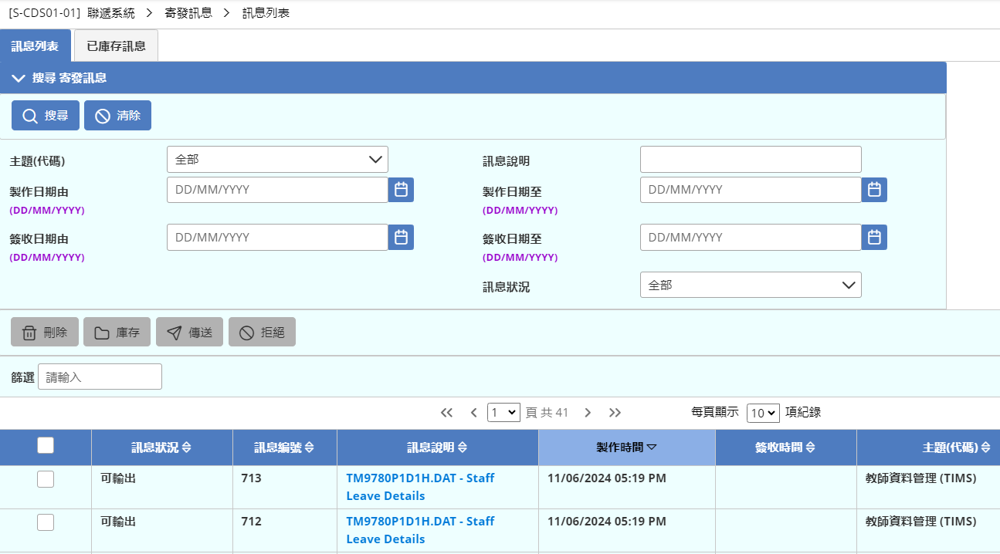 [S-CDS01-01] 聯遞系統 > 寄發訊息 > 訊息列表
訊息列表 已庫存訊息
搜尋 寄發訊息
搜尋 清除
主題(代碼) 全部 訊息說明
製作日期由 DD/MM/YYYY 製作日期至 DD/MM/YYYY
(DD/MM/YYYY) (DD/MM/YYYY)
簽收日期由 DD/MM/YYYY 簽收日期至 DD/MM/YYYY
(DD/MM/YYYY) (DD/MM/YYYY)
訊息狀況 全部
刪除 庫存 傳送 拒絕
篩選 請輸入
1 頁 共 41 每頁顯示 10 項紀錄
訊息狀況 訊息編號 訊息說明 製作時間 簽收時間 主題(代碼)
可輸出 713 TM9780P1D1H.DAT - Staff 11/06/2024 05:19 PM 教師資料管理 (TIMS)
Leave Details
可輸出 712 TM9780P1D1H.DAT - Staff 11/06/2024 05:19 PM 教師資料管理 (TIMS)
Leave Details